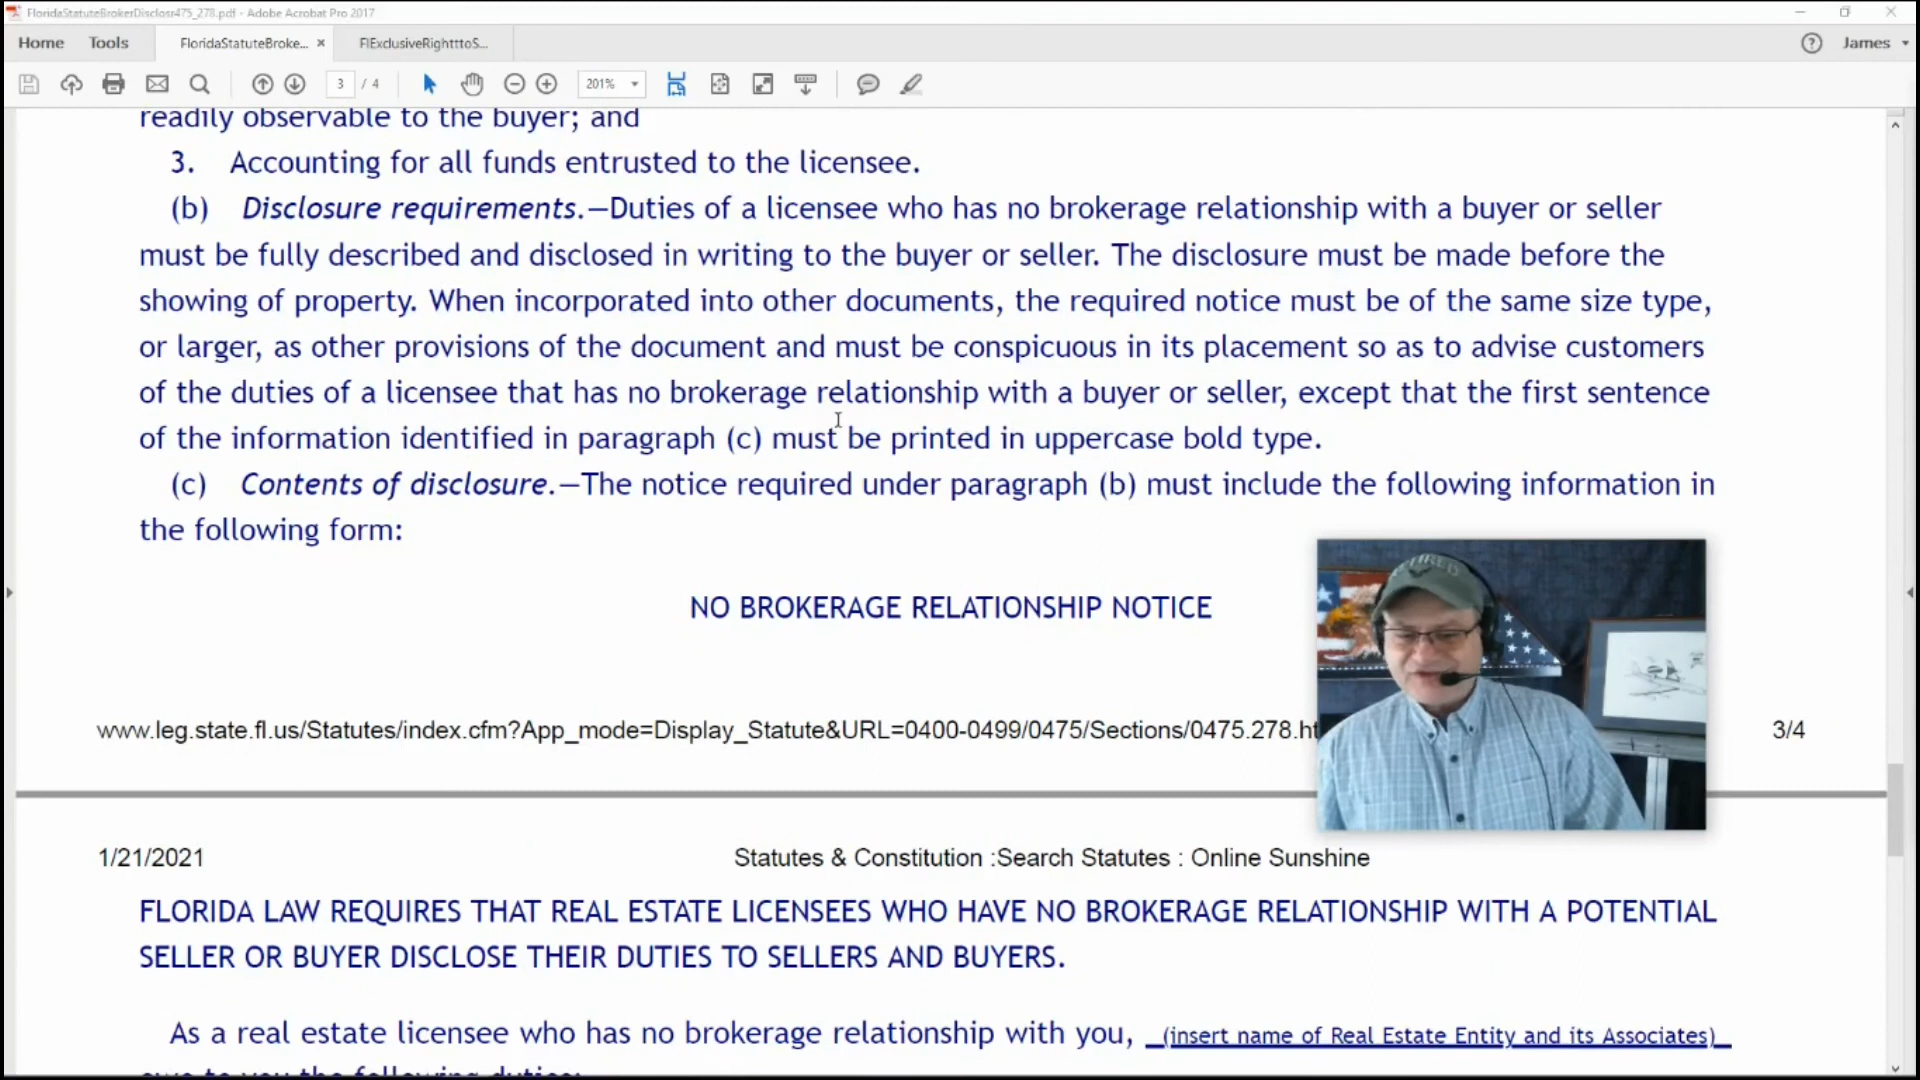 FloridaStatuteBrokerDisclosr475_278.pdf - Adobe Acrobat Pro 2017
Home Tools FloridaStatuteBroke... × FlExclusiveRightttoS... James
3 / 4 201%
readily observable to the buyer; and
3. Accounting for all funds entrusted to the licensee.
(b) Disclosure requirements.—Duties of a licensee who has no brokerage relationship with a buyer or seller
must be fully described and disclosed in writing to the buyer or seller. The disclosure must be made before the
showing of property. When incorporated into other documents, the required notice must be of the same size type,
or larger, as other provisions of the document and must be conspicuous in its placement so as to advise customers
of the duties of a licensee that has no brokerage relationship with a buyer or seller, except that the first sentence
of the information identified in paragraph (c) must be printed in uppercase bold type.
(c) Contents of disclosure.—The notice required under paragraph (b) must include the following information in
the following form:
NO BROKERAGE RELATIONSHIP NOTICE
www.leg.state.fl.us/Statutes/index.cfm?App_mode=Display_Statute&URL=0400-0499/0475/Sections/0475.278.ht 3/4
1/21/2021 Statutes & Constitution :Search Statutes : Online Sunshine
FLORIDA LAW REQUIRES THAT REAL ESTATE LICENSEES WHO HAVE NO BROKERAGE RELATIONSHIP WITH A POTENTIAL
SELLER OR BUYER DISCLOSE THEIR DUTIES TO SELLERS AND BUYERS.
As a real estate licensee who has no brokerage relationship with you, (insert name of Real Estate Entity and its Associates)
owe to you the following duties: